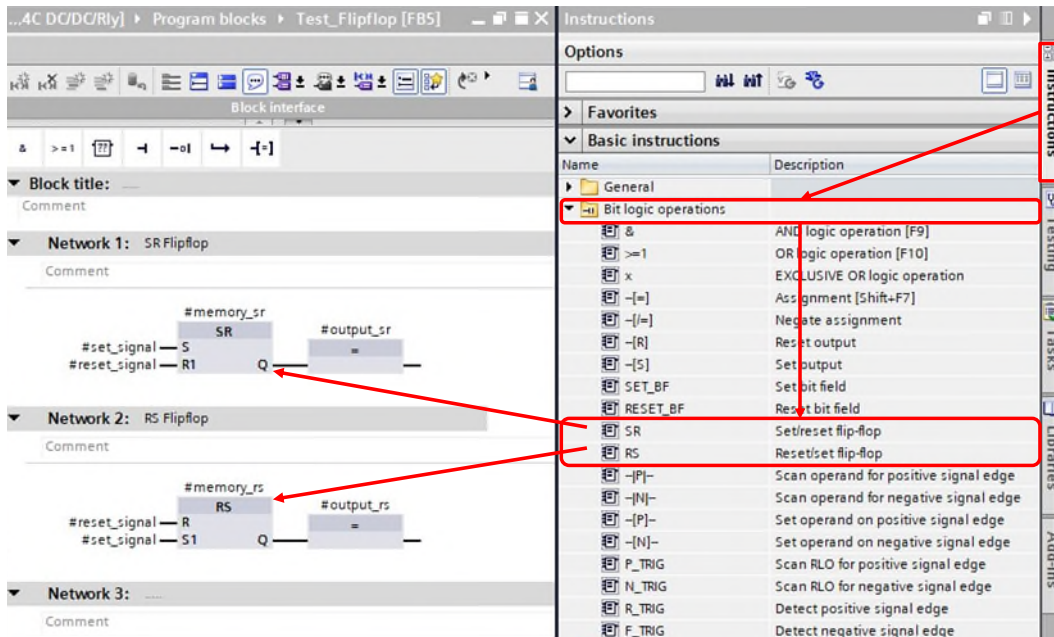 ...4C DC/DC/Rly] ▸ Program blocks ▸ Test_Flipflop [FB5]
Block interface
& >=1 ?? ⊣ -o| ↦ -[=]
Block title: .....
Comment
Network 1: SR Flipflop
Comment
#memory_sr
SR
#output_sr
#set_signal S
=
#reset_signal R1 Q
Network 2: RS Flipflop
Comment
#memory_rs
RS
#output_rs
#reset_signal R
=
#set_signal S1 Q
Network 3: .....
Comment
Instructions
Options
Favorites
Basic instructions
Name Description
General
Bit logic operations
& AND logic operation [F9]
>=1 OR logic operation [F10]
x EXCLUSIVE OR logic operation
-[=] Assignment [Shift+F7]
-[/=] Negate assignment
-[R] Reset output
-[S] Set output
SET_BF Set bit field
RESET_BF Reset bit field
SR Set/reset flip-flop
RS Reset/set flip-flop
-|P|- Scan operand for positive signal edge
-|N|- Scan operand for negative signal edge
-[P]- Set operand on positive signal edge
-[N]- Set operand on negative signal edge
P_TRIG Scan RLO for positive signal edge
N_TRIG Scan RLO for negative signal edge
R_TRIG Detect positive signal edge
F_TRIG Detect negative signal edge
Instructions
Testing
Tasks
Libraries
Add-ins